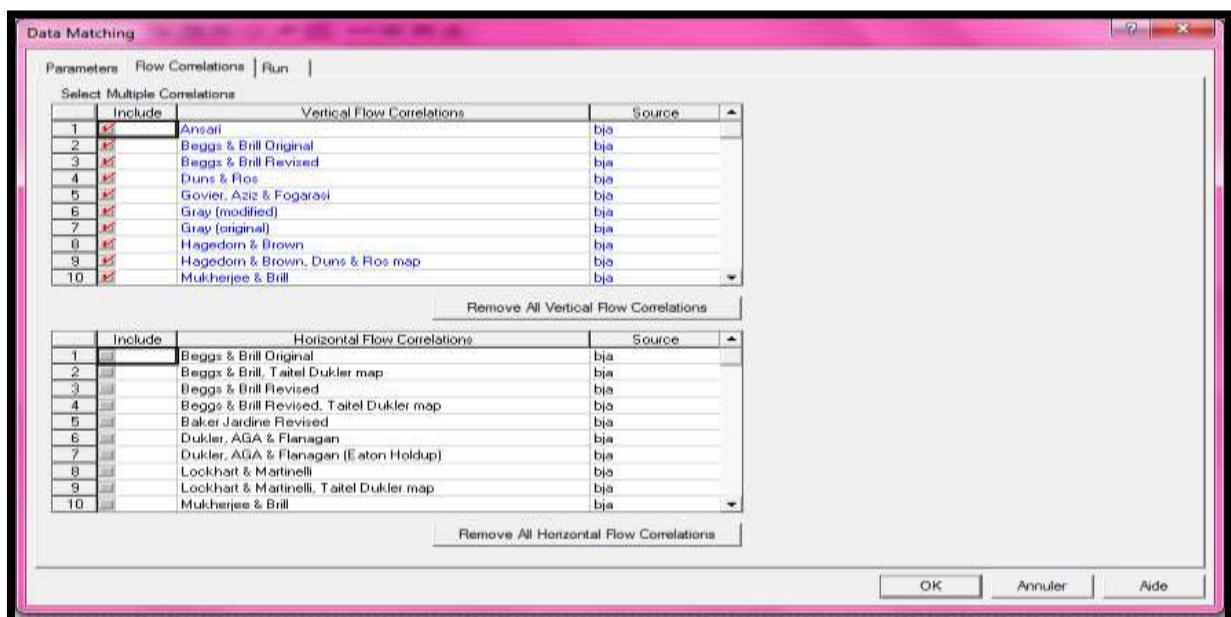 Data Matching
Parameters Flow Correlations Run
Select Multiple Correlations
Include Vertical Flow Correlations Source
1 Ansari bja
2 Beggs & Brill Original bja
3 Beggs & Brill Revised bja
4 Duns & Ros bja
5 Govier, Aziz & Fogarasi bja
6 Gray (modified) bja
7 Gray (original) bja
8 Hagedorn & Brown bja
9 Hagedorn & Brown, Duns & Ros map bja
10 Mukherjee & Brill bja
Remove All Vertical Flow Correlations
Include Horizontal Flow Correlations Source
1 Beggs & Brill Original bja
2 Beggs & Brill, Taitel Dukler map bja
3 Beggs & Brill Revised bja
4 Beggs & Brill Revised, Taitel Dukler map bja
5 Baker Jardine Revised bja
6 Dukler, AGA & Flanagan bja
7 Dukler, AGA & Flanagan (Eaton Holdup) bja
8 Lockhart & Martinelli bja
9 Lockhart & Martinelli, Taitel Dukler map bja
10 Mukherjee & Brill bja
Remove All Horizontal Flow Correlations
OK Annuler Aide